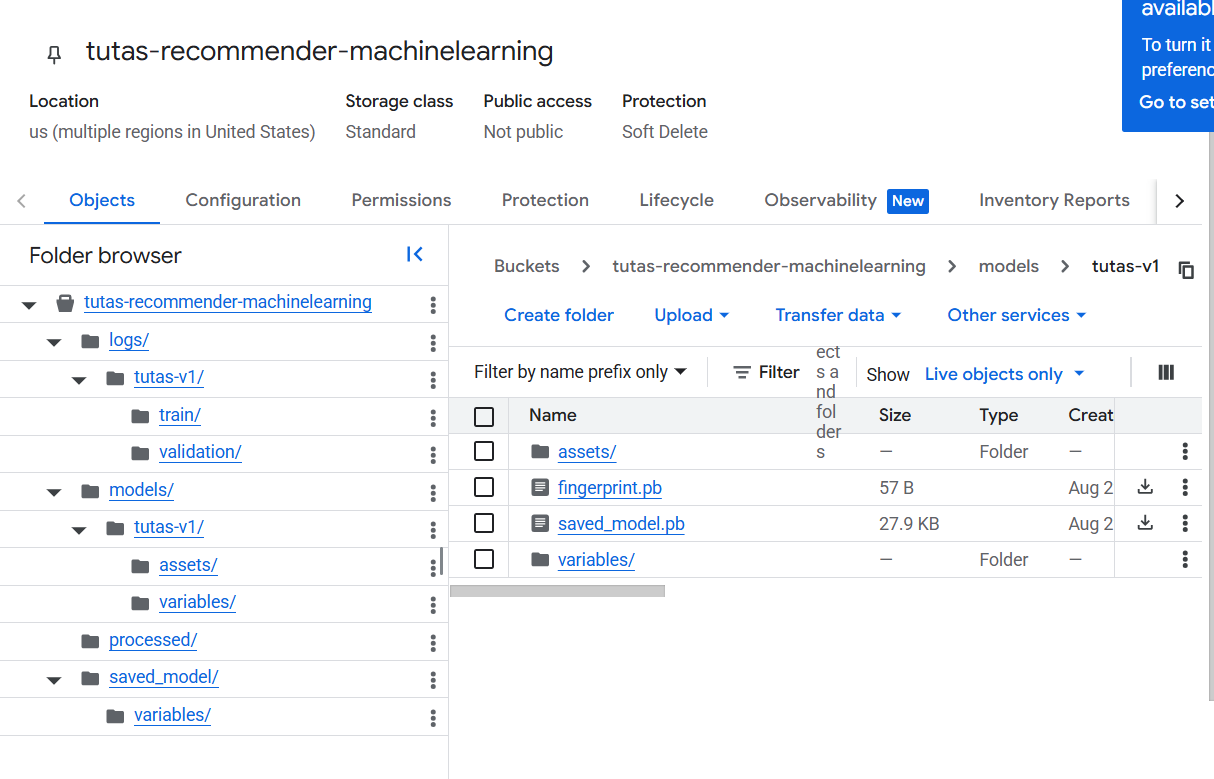 availabl
To turn it
preferenc
Go to set
tutas-recommender-machinelearning
Location Storage class Public access Protection
us (multiple regions in United States) Standard Not public Soft Delete
Objects Configuration Permissions Protection Lifecycle Observability New Inventory Reports
Folder browser
tutas-recommender-machinelearning
logs/
tutas-v1/
train/
validation/
models/
tutas-v1/
assets/
variables/
processed/
saved_model/
variables/
Buckets tutas-recommender-machinelearning models tutas-v1
Create folder Upload Transfer data Other services
Filter by name prefix only Filter
ect
s a
nd
fol
der
s
Show Live objects only
Name Size Type Creat
assets/ — Folder —
fingerprint.pb 57 B Aug 2
saved_model.pb 27.9 KB Aug 2
variables/ — Folder —